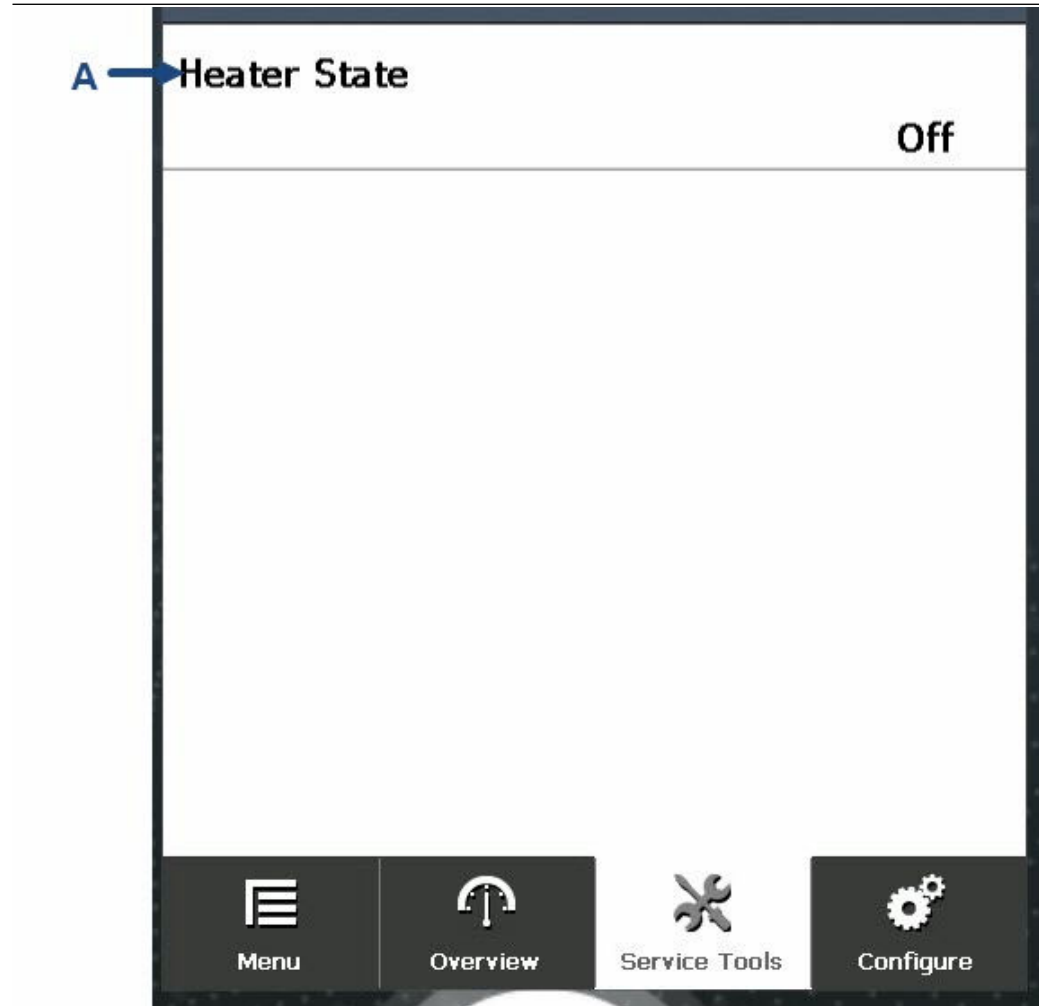 A
Heater State
Off
Menu
Overview
Service Tools
Configure